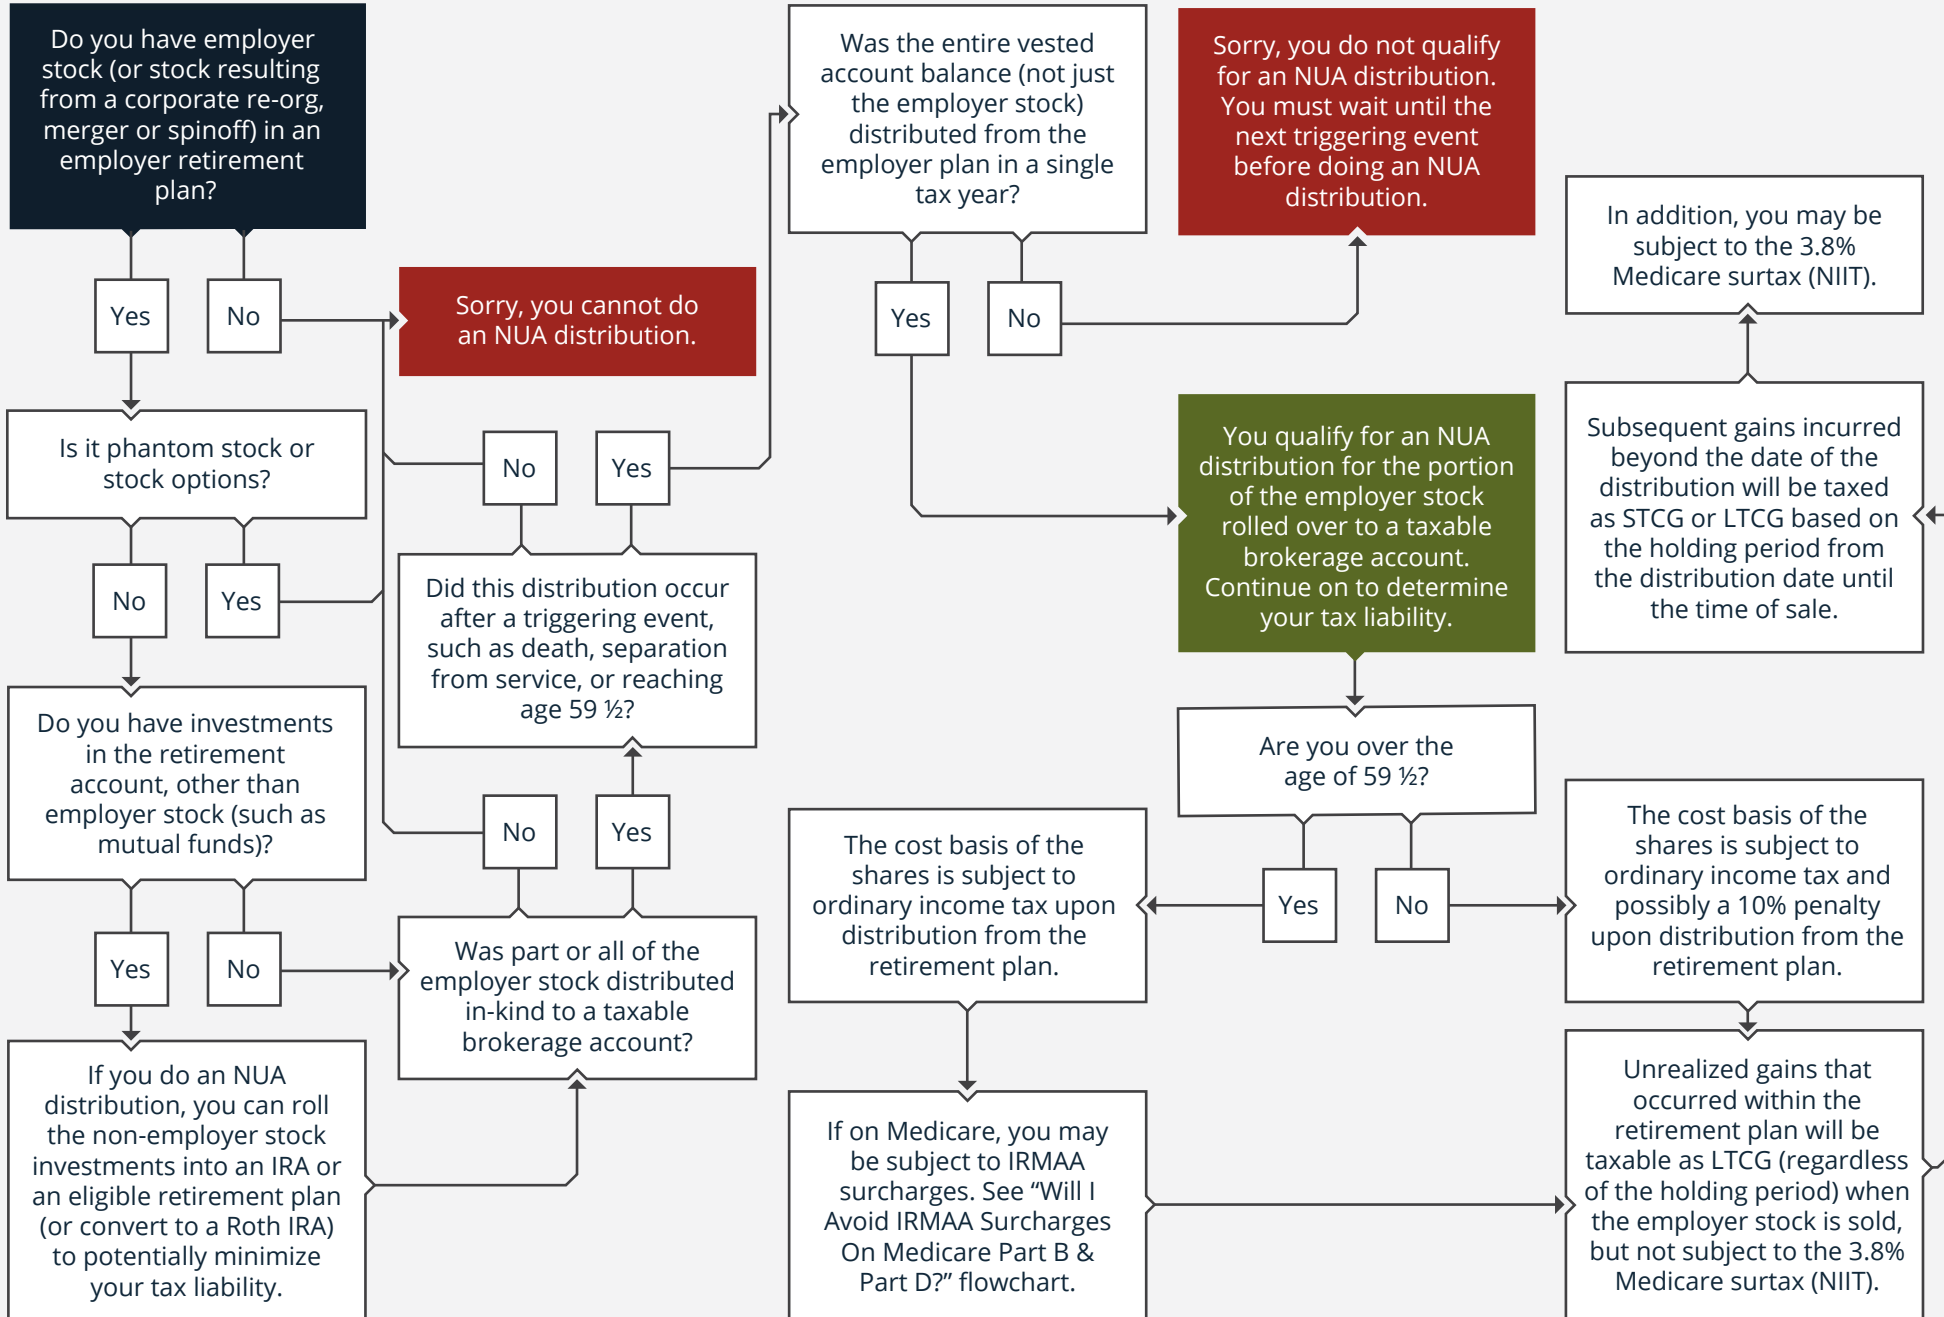 Do you have employer
stock (or stock resulting
from a corporate re-org,
merger or spinoff) in an
employer retirement
plan?
Yes
No
Sorry, you cannot do
an NUA distribution.
Is it phantom stock or
stock options?
No
Yes
Do you have investments
in the retirement
account, other than
employer stock (such as
mutual funds)?
Yes
No
If you do an NUA
distribution, you can roll
the non-employer stock
investments into an IRA or
an eligible retirement plan
(or convert to a Roth IRA)
to potentially minimize
your tax liability.
Was part or all of the
employer stock distributed
in-kind to a taxable
brokerage account?
No
Yes
Did this distribution occur
after a triggering event,
such as death, separation
from service, or reaching
age 59 ½?
No
Yes
Was the entire vested
account balance (not just
the employer stock)
distributed from the
employer plan in a single
tax year?
Yes
No
Sorry, you do not qualify
for an NUA distribution.
You must wait until the
next triggering event
before doing an NUA
distribution.
You qualify for an NUA
distribution for the portion
of the employer stock
rolled over to a taxable
brokerage account.
Continue on to determine
your tax liability.
Are you over the
age of 59 ½?
Yes
No
The cost basis of the
shares is subject to
ordinary income tax upon
distribution from the
retirement plan.
If on Medicare, you may
be subject to IRMAA
surcharges. See “Will I
Avoid IRMAA Surcharges
On Medicare Part B &
Part D?” flowchart.
The cost basis of the
shares is subject to
ordinary income tax and
possibly a 10% penalty
upon distribution from the
retirement plan.
Unrealized gains that
occurred within the
retirement plan will be
taxable as LTCG (regardless
of the holding period) when
the employer stock is sold,
but not subject to the 3.8%
Medicare surtax (NIIT).
Subsequent gains incurred
beyond the date of the
distribution will be taxed
as STCG or LTCG based on
the holding period from
the distribution date until
the time of sale.
In addition, you may be
subject to the 3.8%
Medicare surtax (NIIT).